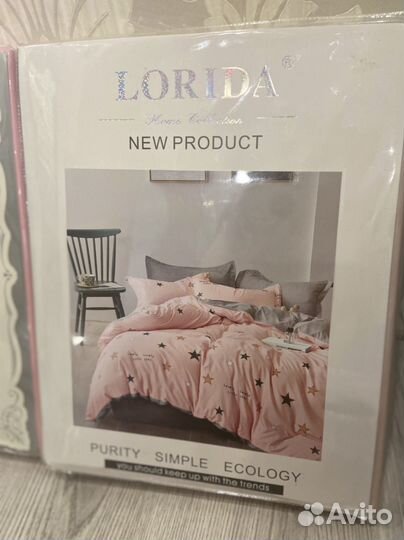 LORIDA®
Home Collection
NEW PRODUCT
PURITY SIMPLE ECOLOGY
you should keep up with the trends
Avito